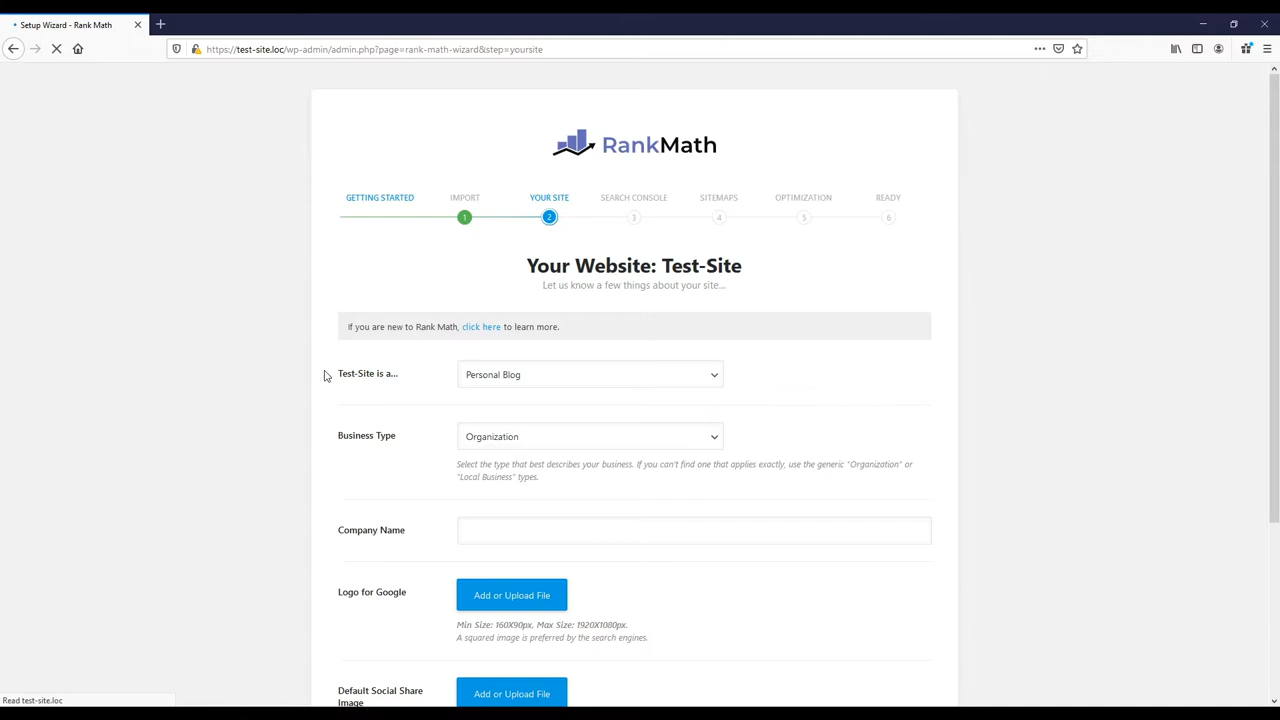 Setup Wizard - Rank Math
https://test-site.loc/wp-admin/admin.php?page=rank-math-wizard&step=yoursite
RankMath
GETTING STARTED IMPORT YOUR SITE SEARCH CONSOLE SITEMAPS OPTIMIZATION READY
1 2 3 4 5 6
Your Website: Test-Site
Let us know a few things about your site...
if you are new to Rank Math, click here to learn more.
Test-Site is a... Personal Blog
Business Type Organization
Select the type that best describes your business. If you can't find one that applies exactly, use the generic "Organization" or
"Local Business" types.
Company Name
Logo for Google Add or Upload File
Min Size: 160X90px, Max Size: 1920X1080px.
A squared image is preferred by the search engines.
Default Social Share
Image
Add or Upload File
Read test-site.loc